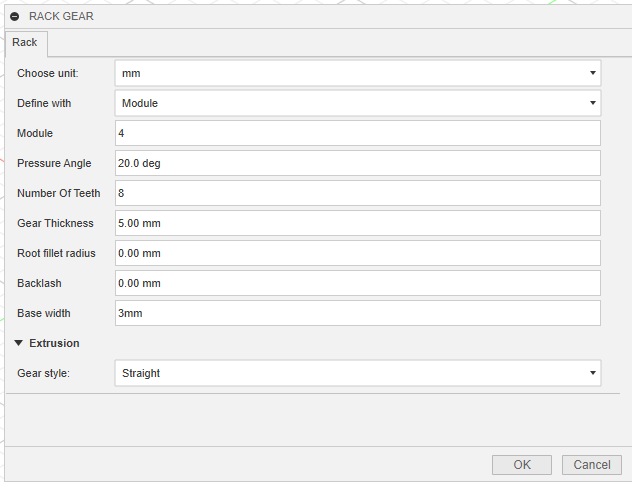 RACK GEAR
Rack
Choose unit: mm
Define with Module
Module 4
Pressure Angle 20.0 deg
Number Of Teeth 8
Gear Thickness 5.00 mm
Root fillet radius 0.00 mm
Backlash 0.00 mm
Base width 3mm
Extrusion
Gear style: Straight
OK Cancel